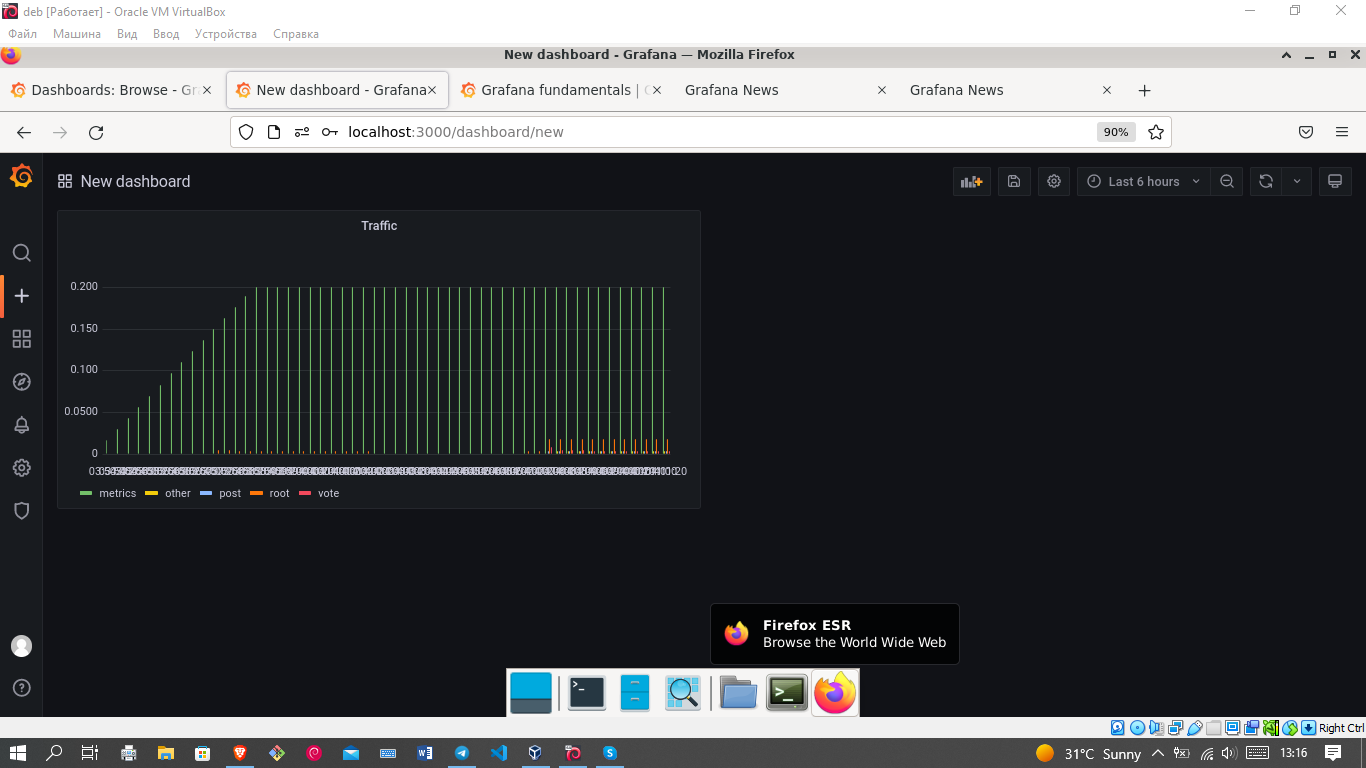 deb [Работает] - Oracle VM VirtualBox
Файл Машина Вид Ввод Устройства Справка
New dashboard - Grafana — Mozilla Firefox
Dashboards: Browse - Gr
New dashboard - Grafana
Grafana fundamentals |
Grafana News
Grafana News
localhost:3000/dashboard/new
90%
New dashboard
Last 6 hours
Traffic
0.200
0.150
0.100
0.0500
0
metrics other post root vote
Firefox ESR
Browse the World Wide Web
Right Ctrl
31°C Sunny
13:16